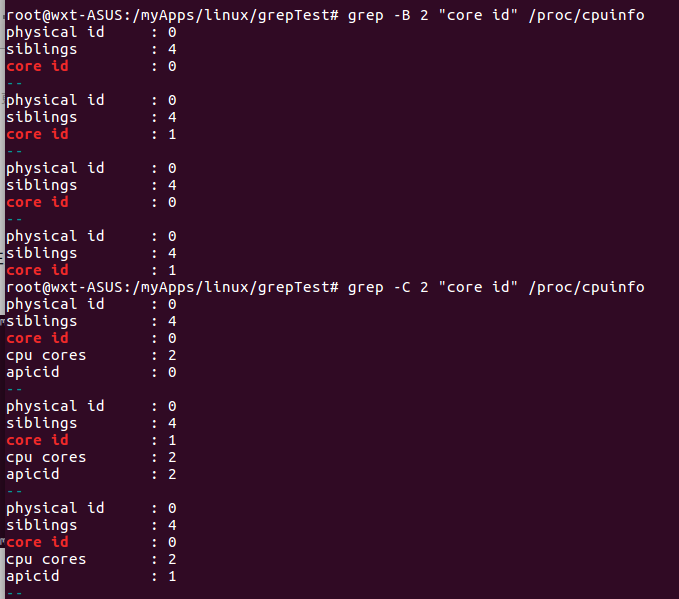 root@wxt-ASUS:/myApps/linux/grepTest# grep -B 2 "core id" /proc/cpuinfo
physical id     : 0
siblings        : 4
core id         : 0
--
physical id     : 0
siblings        : 4
core id         : 1
--
physical id     : 0
siblings        : 4
core id         : 0
--
physical id     : 0
siblings        : 4
core id         : 1
root@wxt-ASUS:/myApps/linux/grepTest# grep -C 2 "core id" /proc/cpuinfo
physical id     : 0
siblings        : 4
core id         : 0
cpu cores       : 2
apicid          : 0
--
physical id     : 0
siblings        : 4
core id         : 1
cpu cores       : 2
apicid          : 2
--
physical id     : 0
siblings        : 4
core id         : 0
cpu cores       : 2
apicid          : 1
--